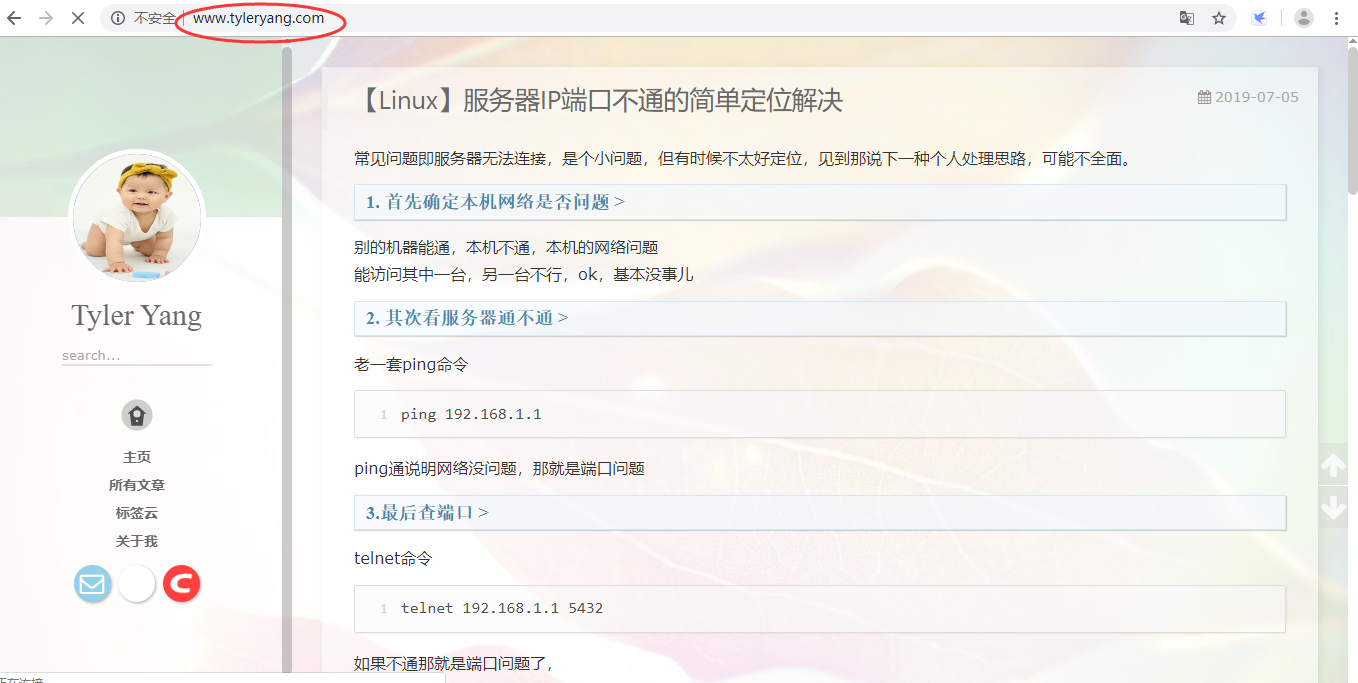 不安全
www.tyleryang.com
Tyler Yang
search...
主页
所有文章
标签云
关于我
【Linux】服务器IP端口不通的简单定位解决
2019-07-05
常见问题即服务器无法连接，是个小问题，但有时候不太好定位，见到那说下一种个人处理思路，可能不全面。
1. 首先确定本机网络是否问题 >
别的机器能通，本机不通，本机的网络问题
能访问其中一台，另一台不行，ok，基本没事儿
2. 其次看服务器通不通 >
老一套ping命令
1 ping 192.168.1.1
ping通说明网络没问题，那就是端口问题
3.最后查端口 >
telnet命令
1 telnet 192.168.1.1 5432
如果不通那就是端口问题了，